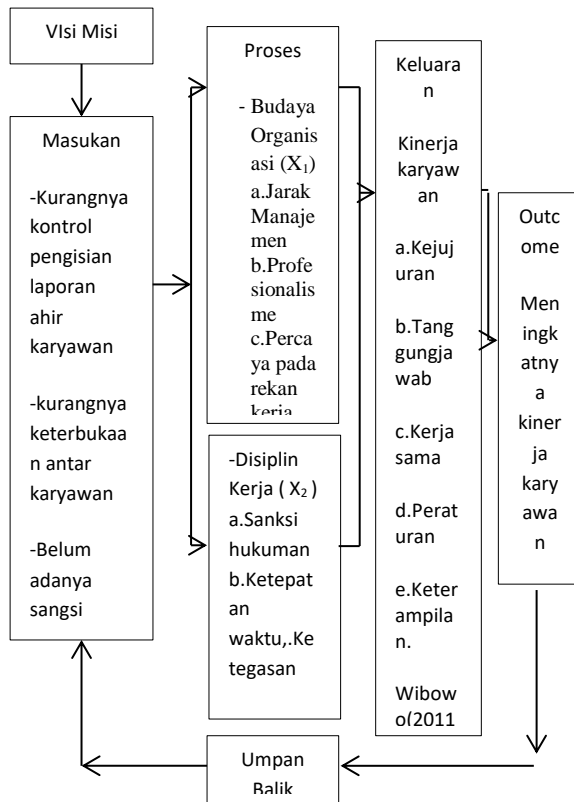 VIsi Misi
Masukan
-Kurangnya
kontrol
pengisian
laporan
ahir
karyawan
-kurangnya
keterbukaa
n antar
karyawan
-Belum
adanya
sangsi
Proses
- Budaya
Organis
asi (X₁)
a.Jarak
Manaje
men
b.Profe
sionalis
me
c.Perca
ya pada
rekan
kerja
-Disiplin
Kerja ( X₂ )
a.Sanksi
hukuman
b.Ketepat
an
waktu,.Ke
tegasan
Keluara
n
Kinerja
karyaw
an
a.Kejuj
uran
b.Tang
gungja
wab
c.Kerja
sama
d.Perat
uran
e.Keter
ampila
n.
Wibow
o(2011
Outc
ome
Men
ingk
atny
a
kiner
ja
kary
awa
n
Umpan
Balik